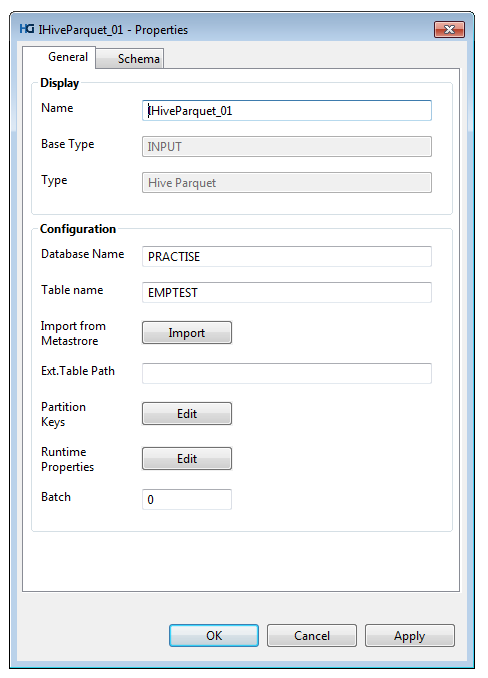 HG IHiveParquet_01 - Properties
General Schema
Display
Name IHiveParquet_01
Base Type INPUT
Type Hive Parquet
Configuration
Database Name PRACTISE
Table name EMPTEST
Import from
Metastrore
Import
Ext.Table Path
Partition
Keys
Edit
Runtime
Properties
Edit
Batch 0
OK Cancel Apply